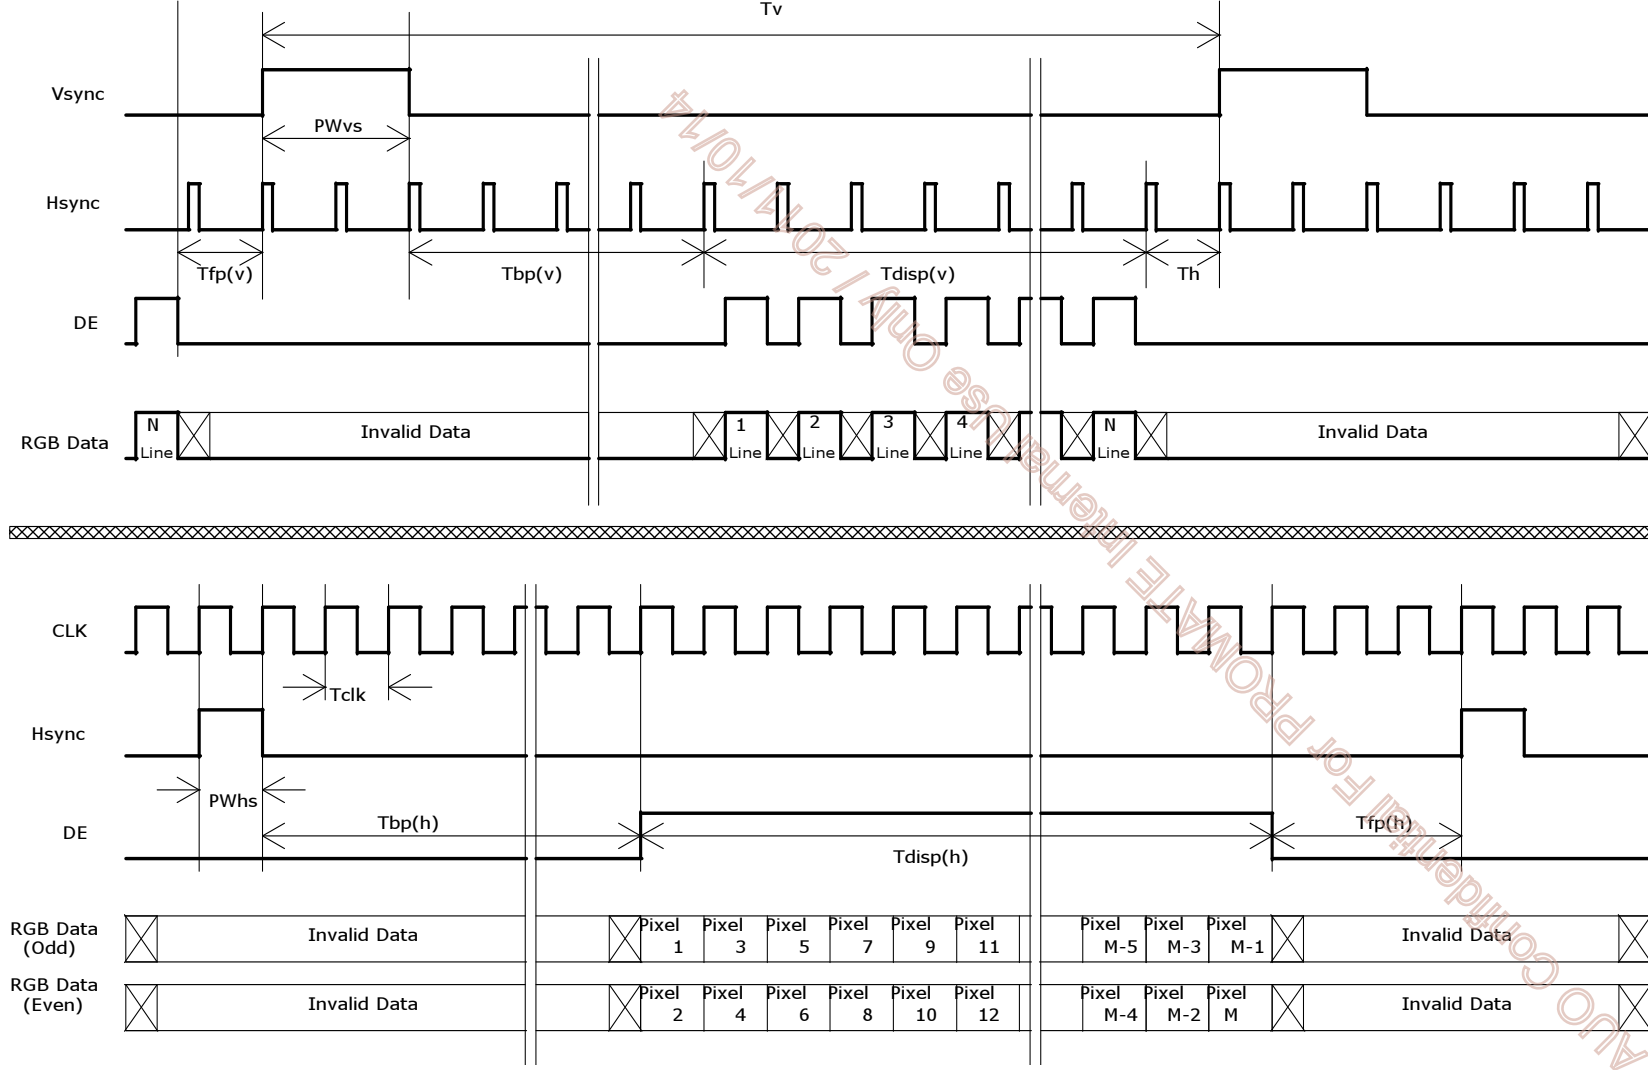 Tv
Vsync
PWvs
Hsync
Tfp(v)
Tbp(v)
Tdisp(v)
Th
DE
RGB Data
N
Line
Invalid Data
1
Line
2
Line
3
Line
4
Line
N
Line
Invalid Data
CLK
Tclk
Hsync
PWhs
DE
Tbp(h)
Tdisp(h)
Tfp(h)
RGB Data
(Odd)
Invalid Data
Pixel
1
Pixel
3
Pixel
5
Pixel
7
Pixel
9
Pixel
11
Pixel
M-5
Pixel
M-3
Pixel
M-1
Invalid Data
RGB Data
(Even)
Invalid Data
Pixel
2
Pixel
4
Pixel
6
Pixel
8
Pixel
10
Pixel
12
Pixel
M-4
Pixel
M-2
Pixel
M
Invalid Data
AUO Confidential For PROMATE Internal Use Only / 2011/10/14